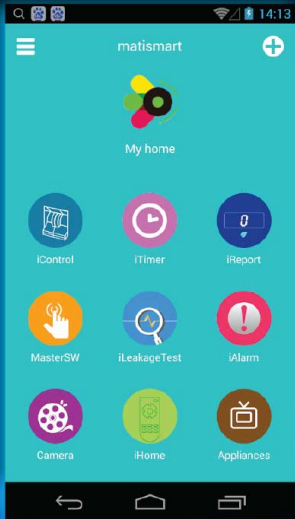 14:13
matismart
My home
iControl iTimer iReport
0
MasterSW iLeakageTest iAlarm
Camera iHome Appliances